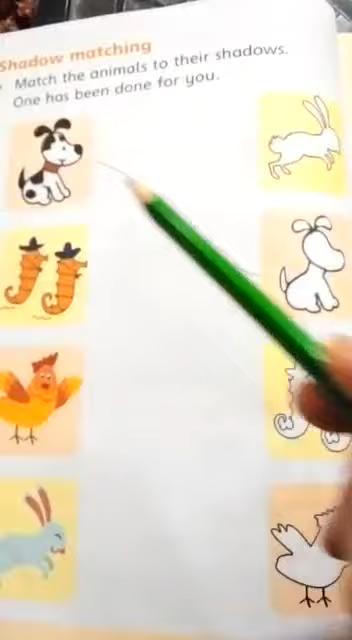 Shadow matching
Match the animals to their shadows.
One has been done for you.